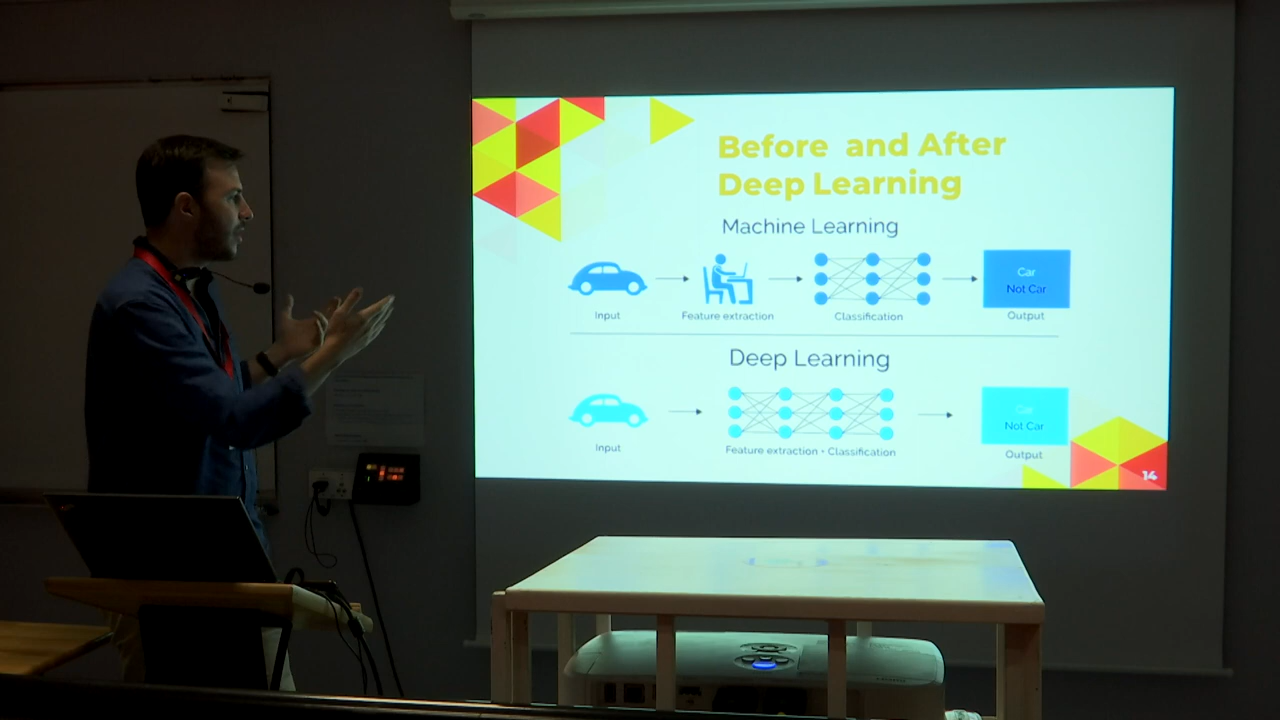 Before and After
Deep Learning
Machine Learning
Input
Feature extraction
Classification
Car
Not Car
Output
Deep Learning
Input
Feature extraction + Classification
Car
Not Car
Output
14